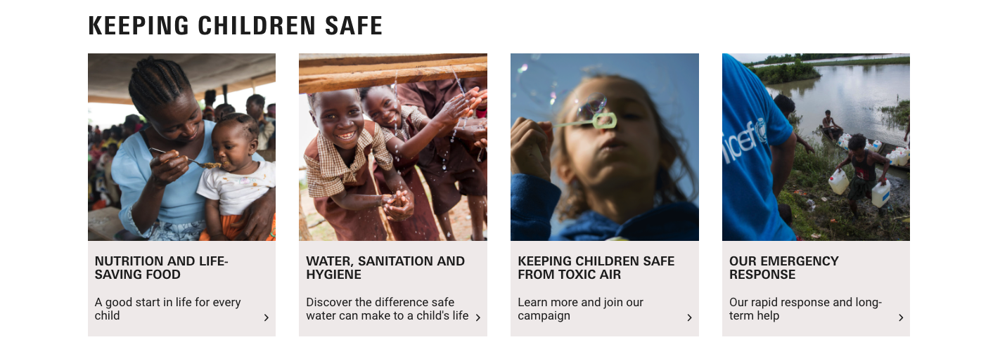 KEEPING CHILDREN SAFE
unicef
NUTRITION AND LIFE-
SAVING FOOD
A good start in life for every
child
WATER, SANITATION AND
HYGIENE
Discover the difference safe
water can make to a child's life
KEEPING CHILDREN SAFE
FROM TOXIC AIR
Learn more and join our
campaign
OUR EMERGENCY
RESPONSE
Our rapid response and long-
term help